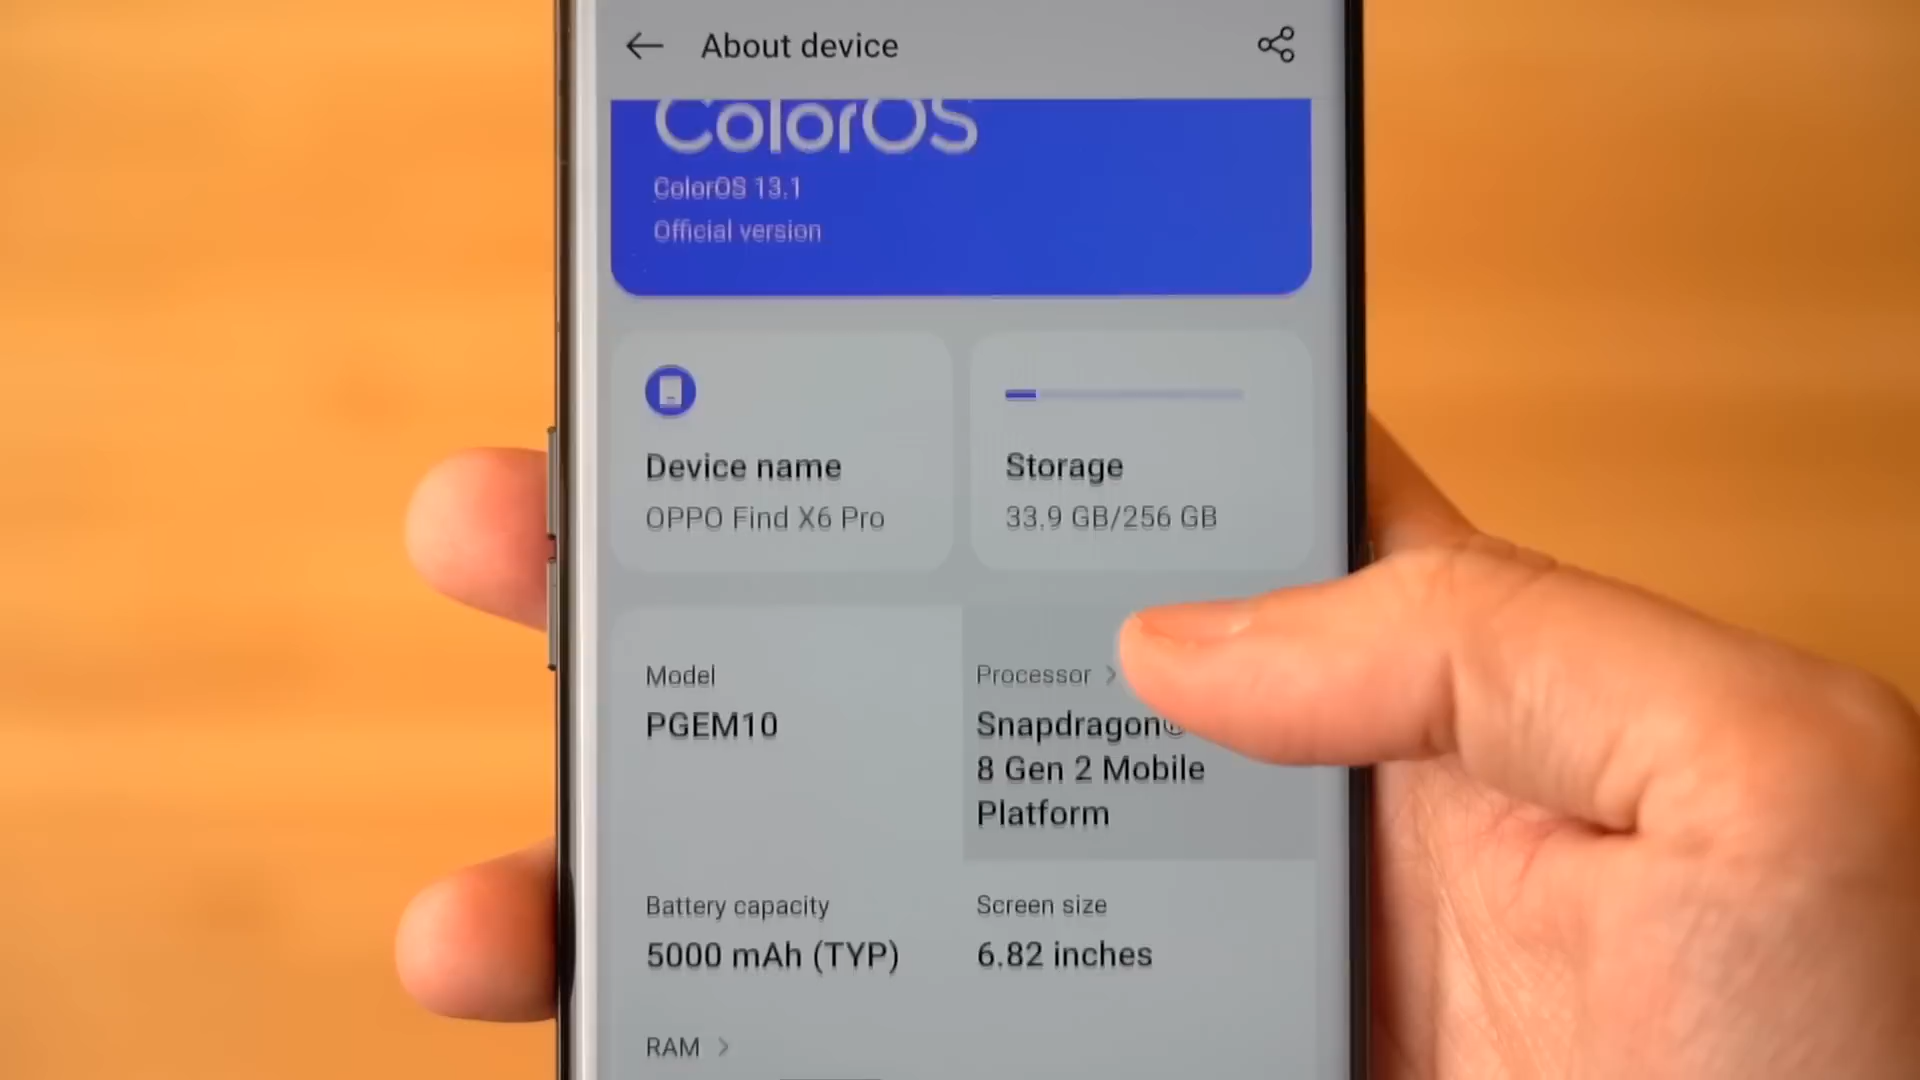 About device
ColorOS
ColorOS 13.1
Official version
Device name
OPPO Find X6 Pro
Storage
33.9 GB/256 GB
Model
PGEM10
Processor
Snapdragon®
8 Gen 2 Mobile
Platform
Battery capacity
5000 mAh (TYP)
Screen size
6.82 inches
RAM